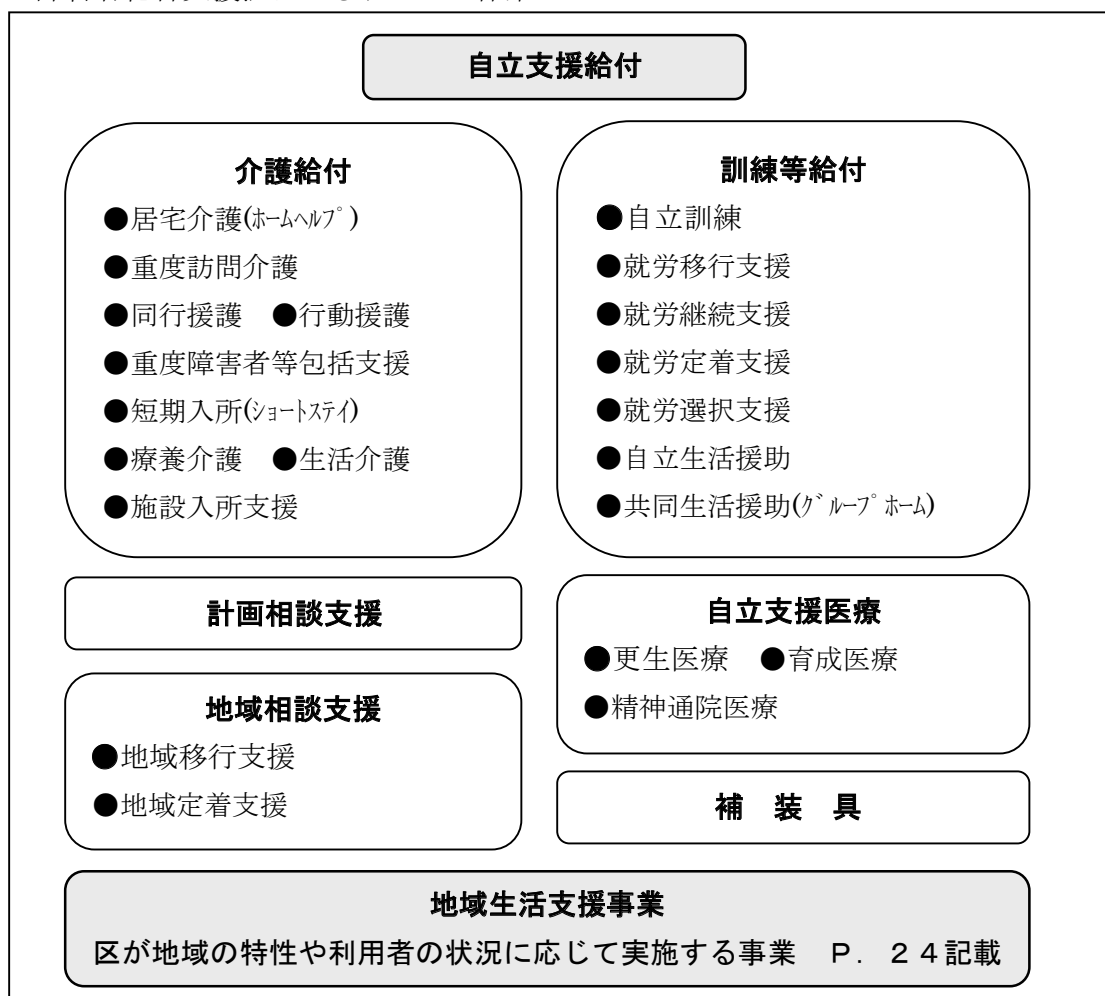 自立支援給付
介護給付
●居宅介護(ﾎｰﾑﾍﾙﾌﾟ)
●重度訪問介護
●同行援護　●行動援護
●重度障害者等包括支援
●短期入所(ｼｮｰﾄｽﾃｲ)
●療養介護　●生活介護
●施設入所支援
訓練等給付
●自立訓練
●就労移行支援
●就労継続支援
●就労定着支援
●就労選択支援
●自立生活援助
●共同生活援助(ｸﾞﾙｰﾌﾟﾎｰﾑ)
計画相談支援
自立支援医療
●更生医療　●育成医療
●精神通院医療
地域相談支援
●地域移行支援
●地域定着支援
補　装　具
地域生活支援事業
区が地域の特性や利用者の状況に応じて実施する事業　Ｐ．２４記載